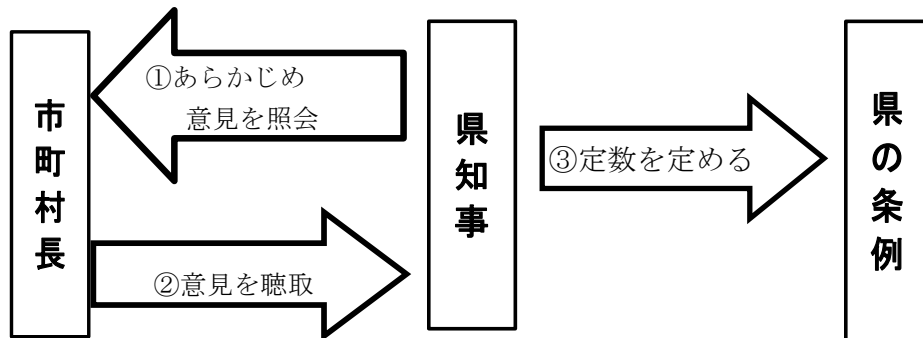 市町村長
①あらかじめ
意見を照会
②意見を聴取
県知事
③定数を定める
県の条例